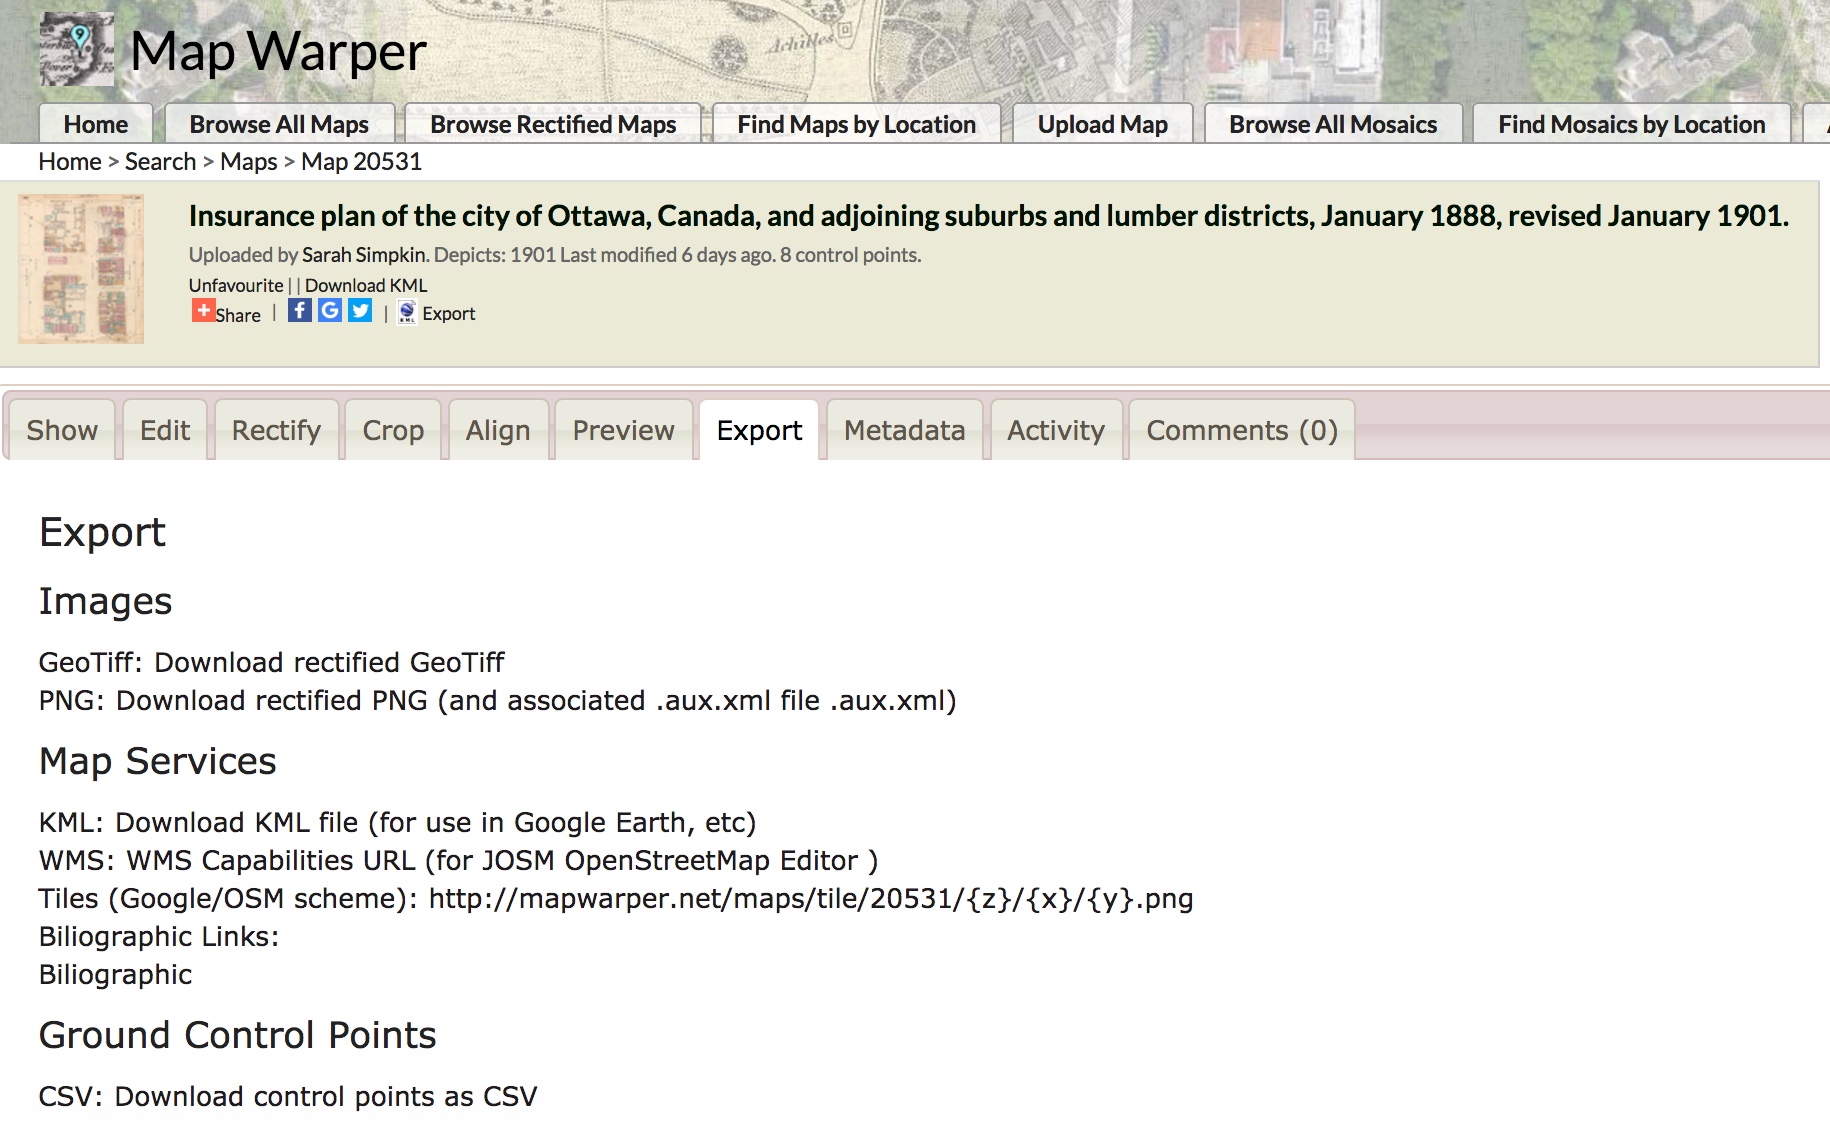 Achilles
Map Warper
Home Browse All Maps Browse Rectified Maps Find Maps by Location Upload Map Browse All Mosaics Find Mosaics by Location
Home > Search > Maps > Map 20531
Insurance plan of the city of Ottawa, Canada, and adjoining suburbs and lumber districts, January 1888, revised January 1901.
Uploaded by Sarah Simpkin. Depicts: 1901 Last modified 6 days ago. 8 control points.
Unfavourite | | Download KML
+ Share | f G | KML Export
Show Edit Rectify Crop Align Preview Export Metadata Activity Comments (0)
Export
Images
GeoTiff: Download rectified GeoTiff
PNG: Download rectified PNG (and associated .aux.xml file .aux.xml)
Map Services
KML: Download KML file (for use in Google Earth, etc)
WMS: WMS Capabilities URL (for JOSM OpenStreetMap Editor )
Tiles (Google/OSM scheme): http://mapwarper.net/maps/tile/20531/{z}/{x}/{y}.png
Biliographic Links:
Biliographic
Ground Control Points
CSV: Download control points as CSV